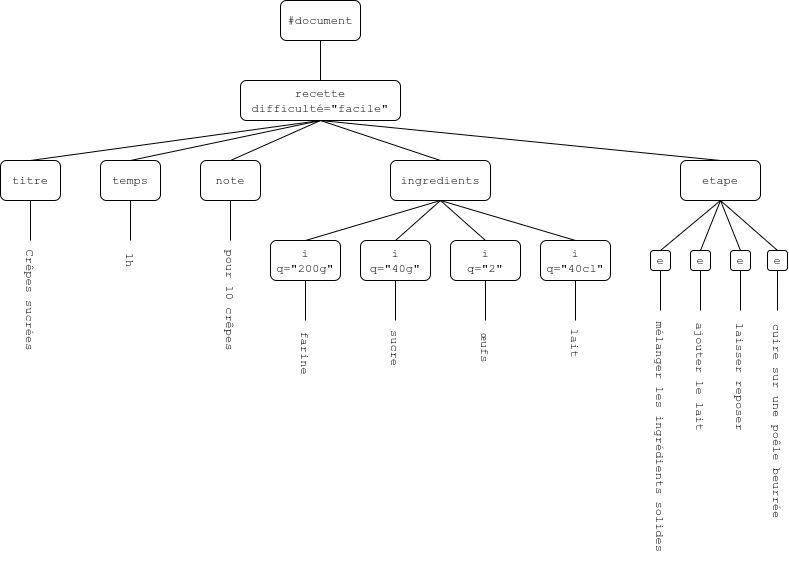 #document
recette
difficulté="facile"
titre
temps
note
ingredients
etape
i
q="200g"
i
q="40g"
i
q="2"
i
q="40cl"
e
e
e
e
Crêpes sucrées
1h
pour 10 crêpes
farine
sucre
œufs
lait
mélanger les ingrédients solides
ajouter le lait
laisser reposer
cuire sur une poêle beurrée